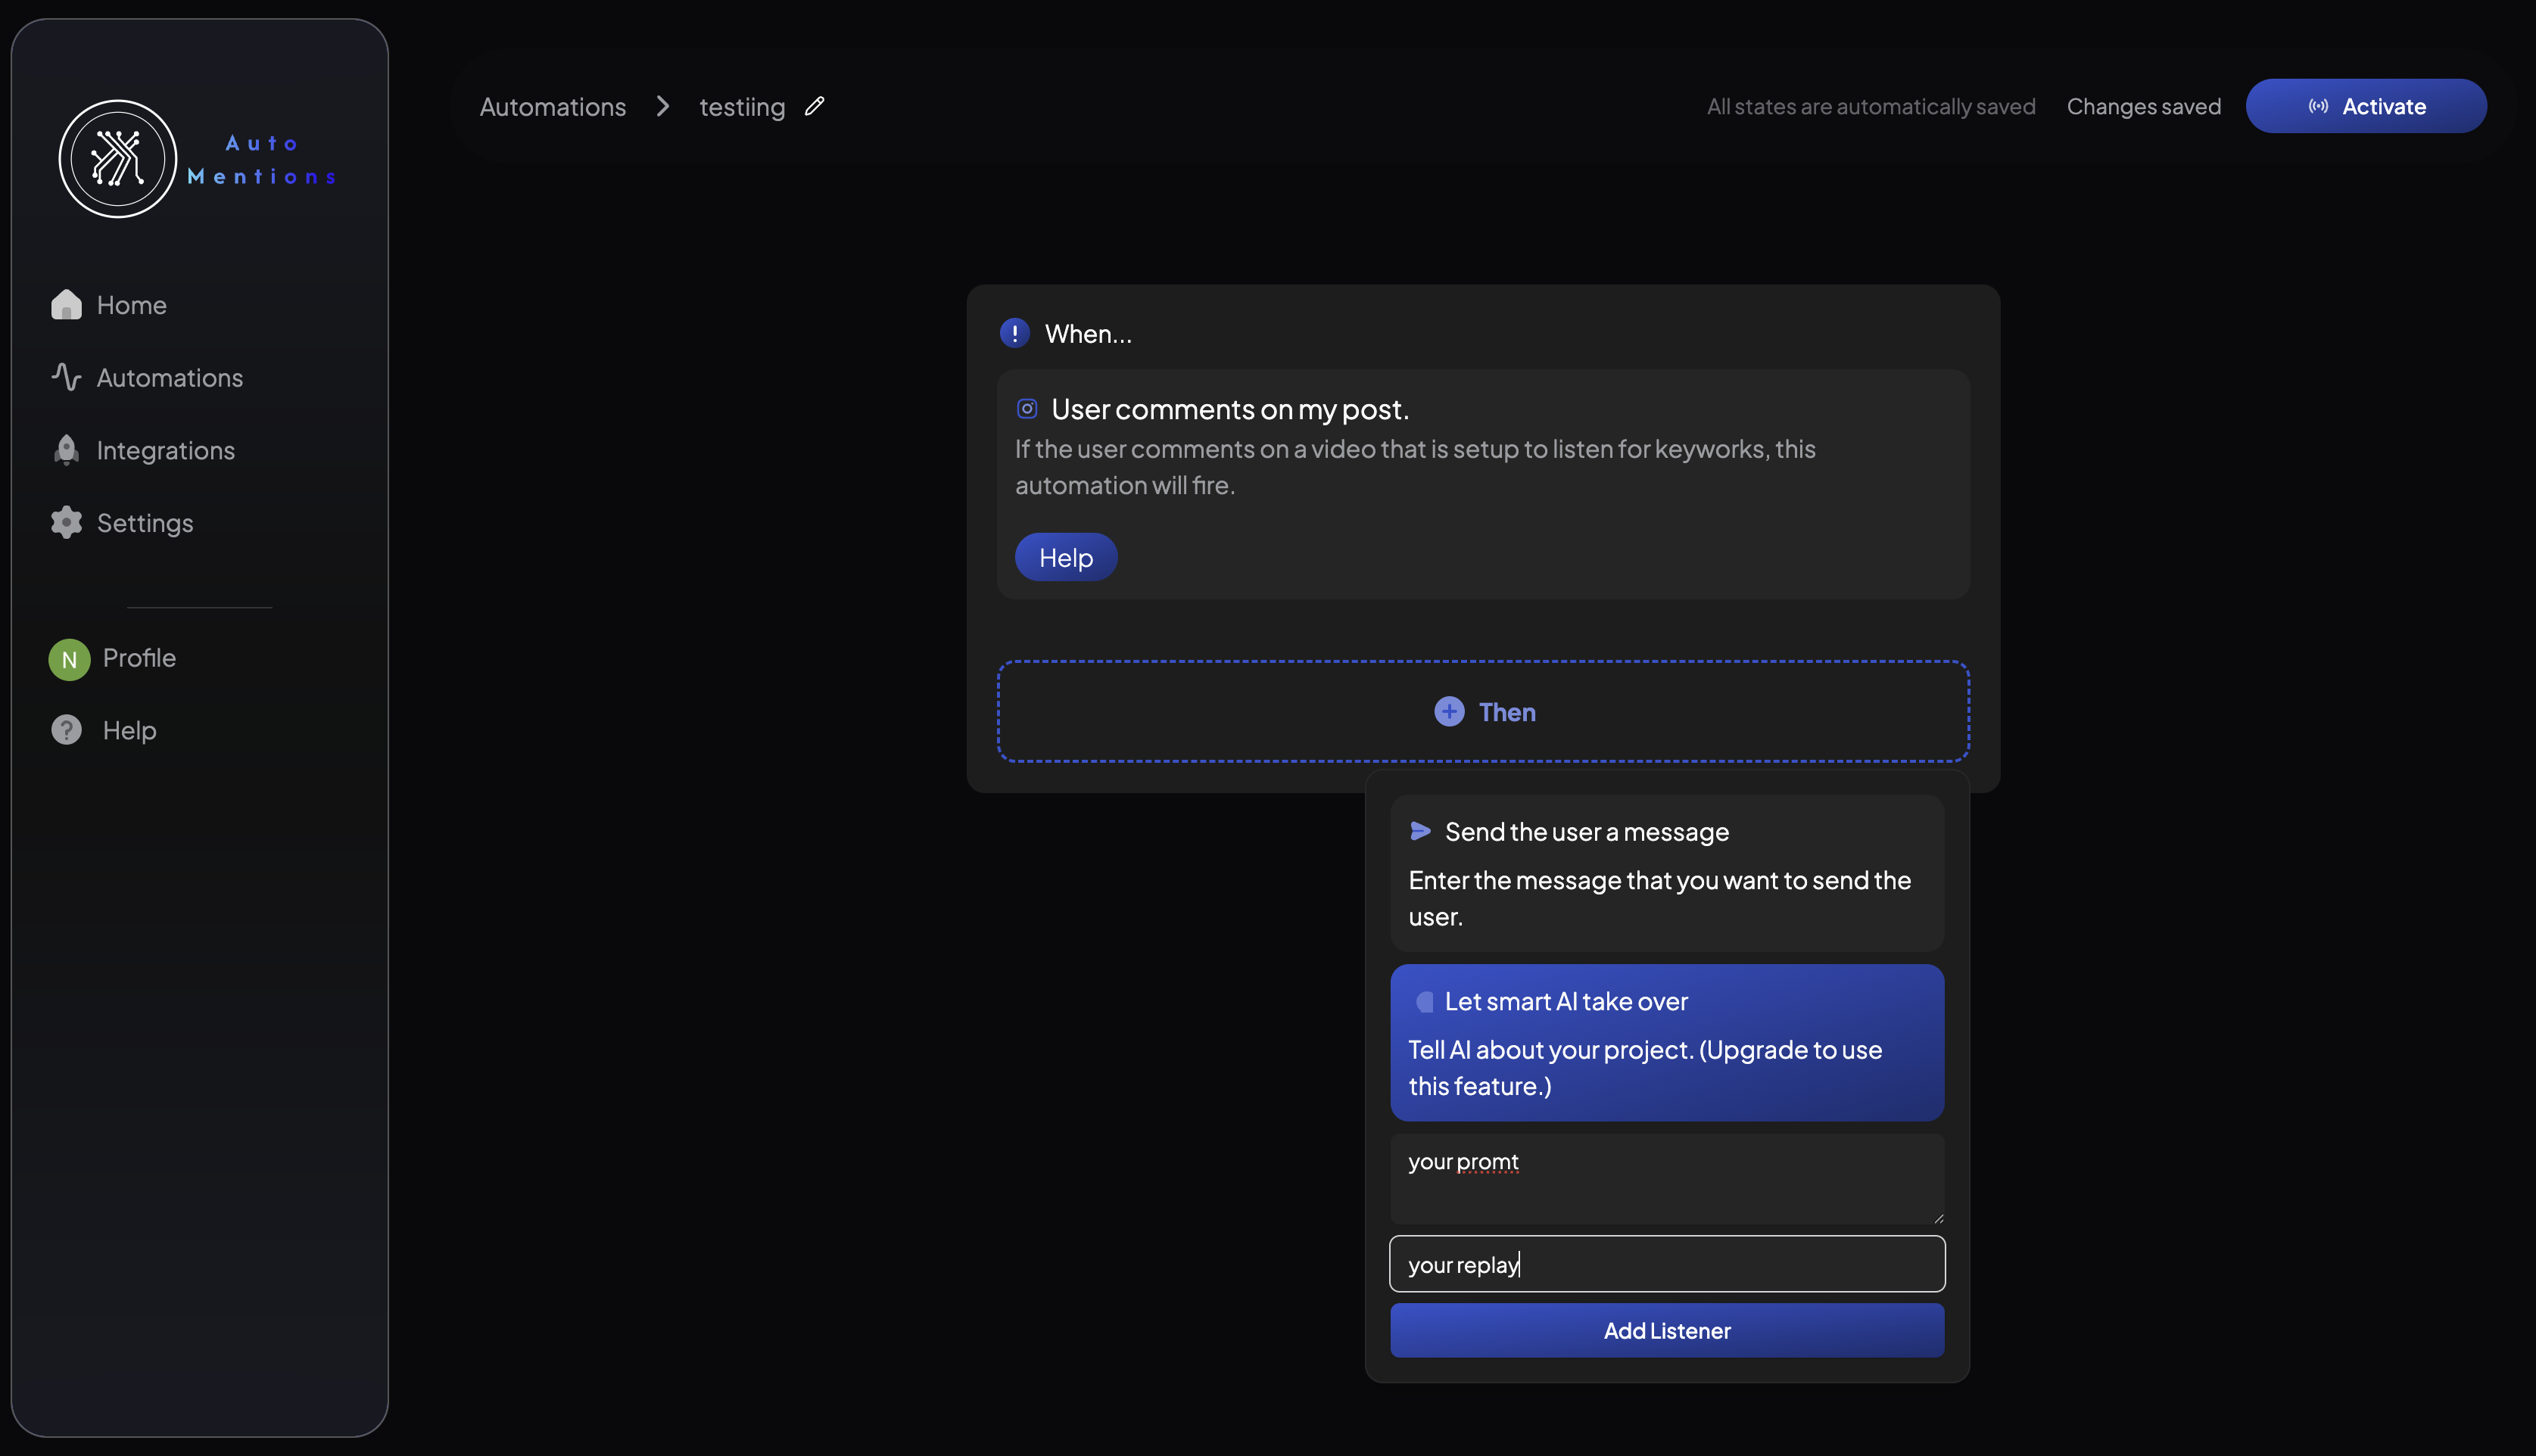 Auto
Mentions
Home
Automations
Integrations
Settings
N Profile
Help
Automations > testiing
All states are automatically saved Changes saved Activate
When...
User comments on my post.
If the user comments on a video that is setup to listen for keyworks, this
automation will fire.
Help
Then
Send the user a message
Enter the message that you want to send the
user.
Let smart AI take over
Tell AI about your project. (Upgrade to use
this feature.)
your promt
your replay
Add Listener